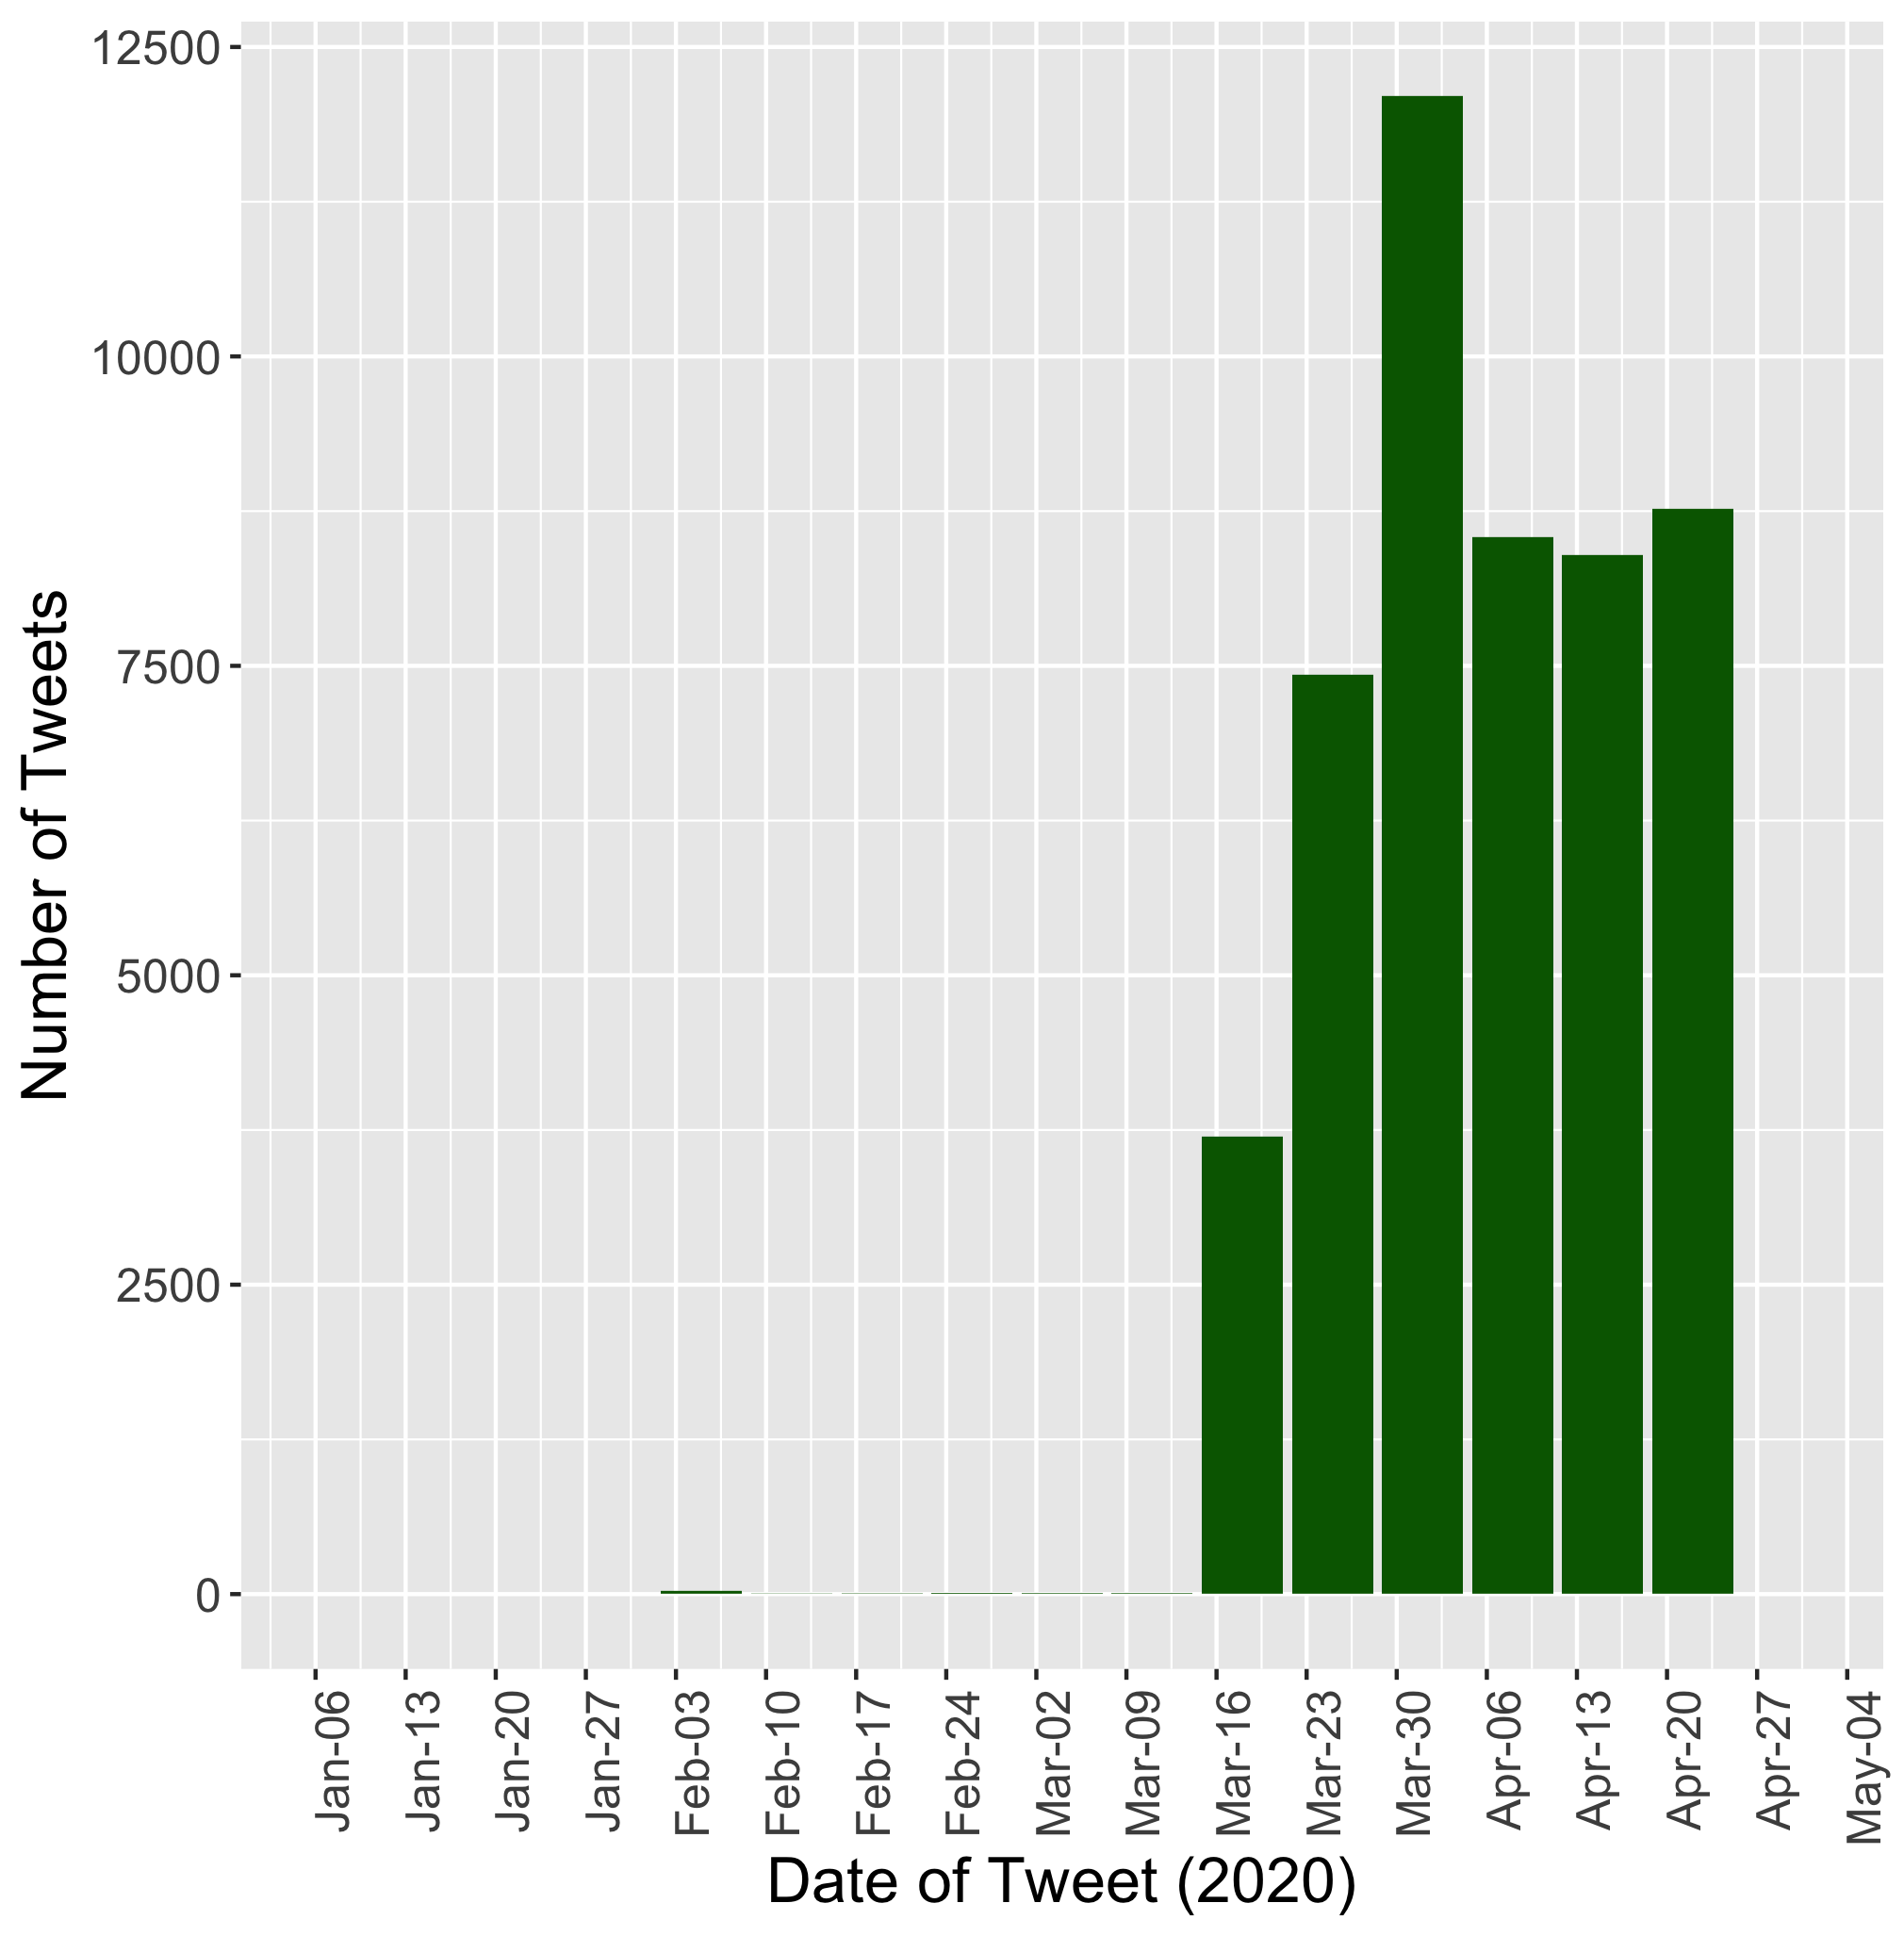 Number of Tweets
12500
10000
7500
5000
2500
0
Jan-06
Jan-13
Jan-20
Jan-27
Feb-03
Feb-10
Feb-17
Feb-24
Mar-02
Mar-09
Mar-16
Mar-23
Mar-30
Apr-06
Apr-13
Apr-20
Apr-27
May-04
Date of Tweet (2020)